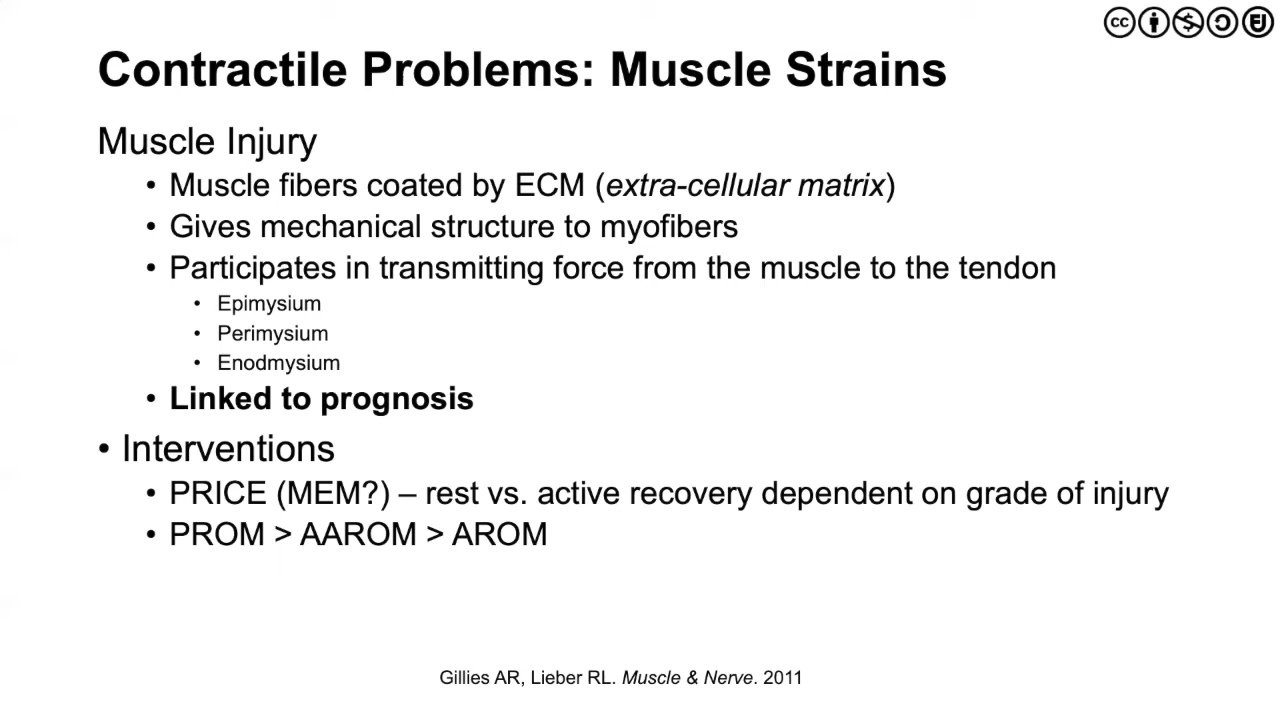 cc
Contractile Problems: Muscle Strains
Muscle Injury
• Muscle fibers coated by ECM (extra-cellular matrix)
• Gives mechanical structure to myofibers
• Participates in transmitting force from the muscle to the tendon
• Epimysium
• Perimysium
• Enodmysium
• Linked to prognosis
• Interventions
• PRICE (MEM?) – rest vs. active recovery dependent on grade of injury
• PROM > AAROM > AROM
Gillies AR, Lieber RL. Muscle & Nerve. 2011